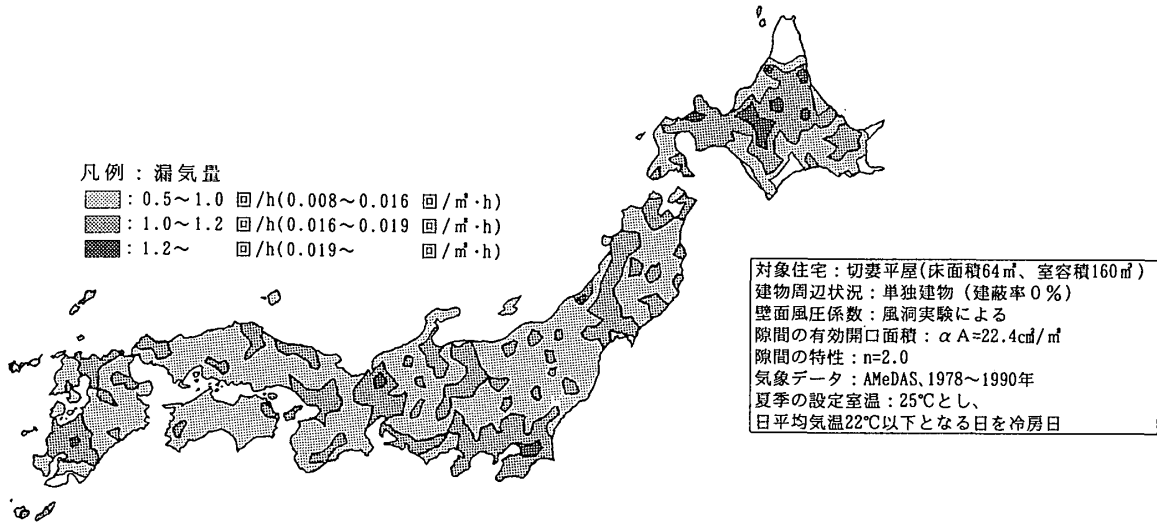 凡例：漏気量
：0.5～1.0 回/h(0.008～0.016 回/㎡·h)
：1.0～1.2 回/h(0.016～0.019 回/㎡·h)
：1.2～ 回/h(0.019～ 回/㎡·h)
対象住宅：切妻平屋(床面積64㎡、室容積160㎡)
建物周辺状況：単独建物（建蔽率０％）
壁面風圧係数：風洞実験による
隙間の有効開口面積：αA=22.4c㎡/㎡
隙間の特性：n=2.0
気象データ：AMeDAS、1978～1990年
夏季の設定室温：25℃とし、
日平均気温22℃以下となる日を冷房日